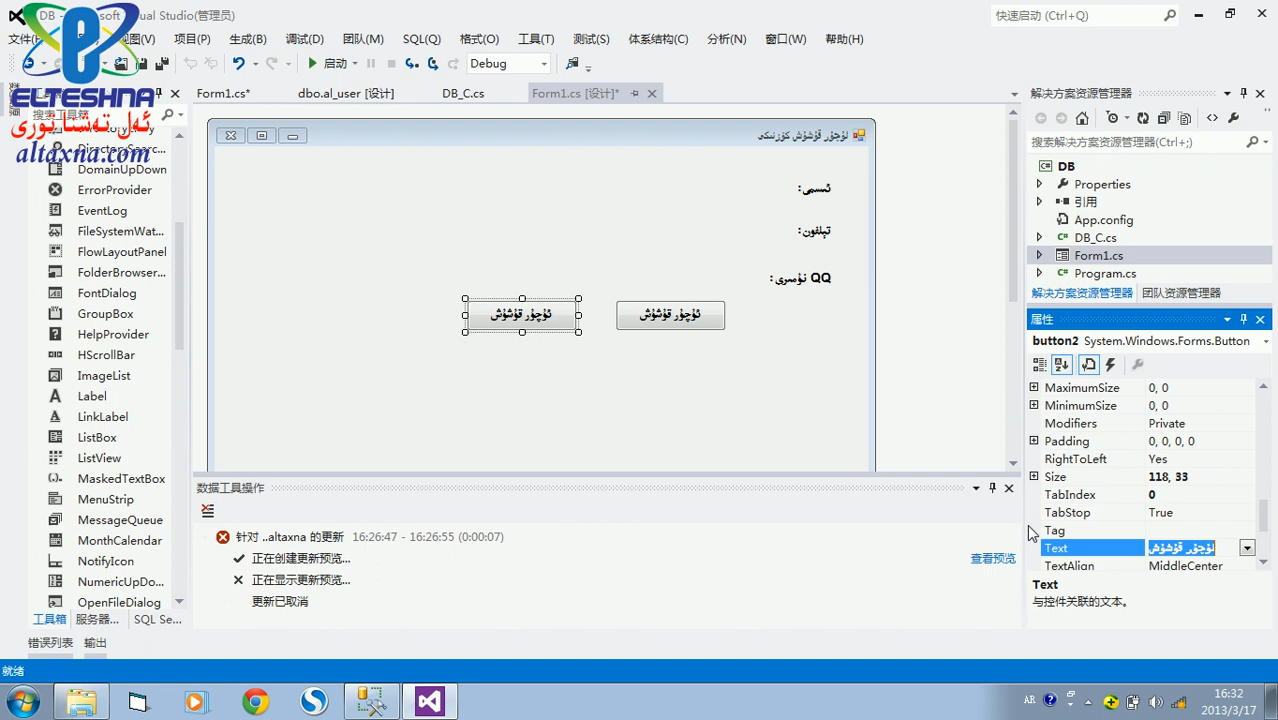 DB
ual Studio(管理员)
快速启动 (Ctrl+Q)
文件(F)
视图(V)
项目(P)
生成(B)
调试(D)
团队(M)
SQL(Q)
格式(O)
工具(T)
测试(S)
体系结构(C)
分析(N)
窗口(W)
帮助(H)
启动
Debug
ELTESHNA
ئەل تەشنا تورى
altaxna.com
Form1.cs*
dbo.al_user [设计]
DB_C.cs
Form1.cs [设计]*
搜索工具箱
DirectorySearc...
DomainUpDown
ErrorProvider
EventLog
FileSystemWat...
FlowLayoutPanel
FolderBrowser...
FontDialog
GroupBox
HelpProvider
HScrollBar
ImageList
Label
LinkLabel
ListBox
ListView
MaskedTextBox
MenuStrip
MessageQueue
MonthCalendar
NotifyIcon
NumericUpDo...
OpenFileDialog
工具箱
服务器...
SQL Se...
错误列表
输出
ئۇچۇر قۇشۇش كۆزنىكى
ئىسمى:
تېلفون:
QQ نۇمىرى:
ئۇچۇر قۇشۇش
ئۇچۇر قۇشۇش
数据工具操作
针对 ..altaxna 的更新
16:26:47 - 16:26:55 (0:00:07)
正在创建更新预览...
查看预览
正在显示更新预览...
更新已取消
解决方案资源管理器
搜索解决方案资源管理器(Ctrl+;)
DB
Properties
引用
App.config
DB_C.cs
Form1.cs
Program.cs
解决方案资源管理器
团队资源管理器
属性
button2 System.Windows.Forms.Button
MaximumSize 0, 0
MinimumSize 0, 0
Modifiers Private
Padding 0, 0, 0, 0
RightToLeft Yes
Size 118, 33
TabIndex 0
TabStop True
Tag
Text ئۇچۇر قۇشۇش
TextAlign MiddleCenter
Text
与控件关联的文本。
就绪
AR
16:32
2013/3/17